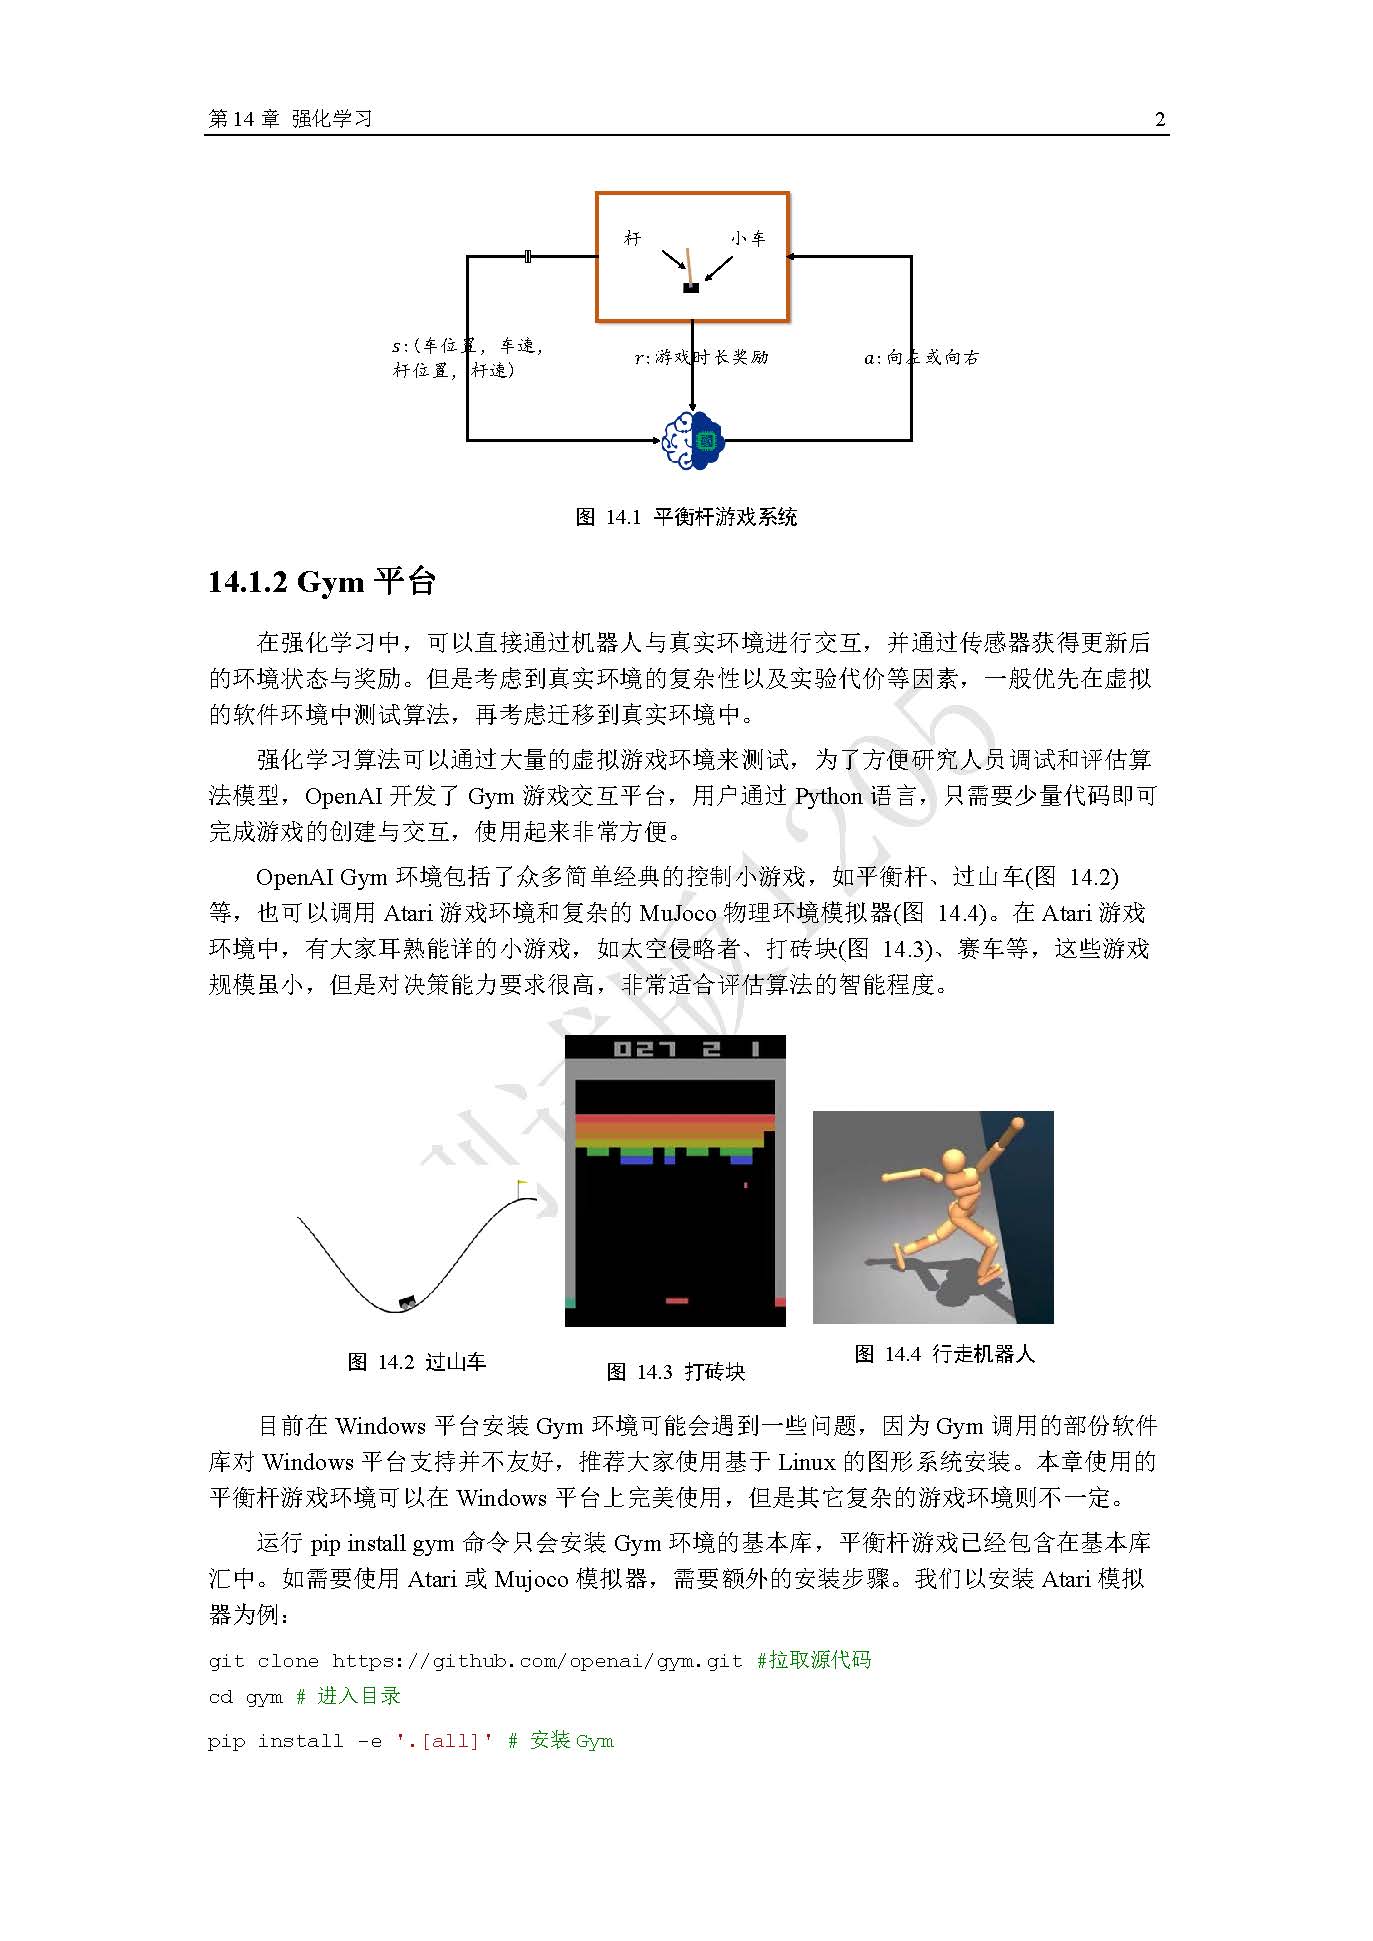 第 14 章 强化学习 2
杆 小车
s:(车位置，车速，
杆位置，杆速)
r:游戏时长奖励
a:向左或向右
图 14.1 平衡杆游戏系统
14.1.2 Gym 平台
在强化学习中，可以直接通过机器人与真实环境进行交互，并通过传感器获得更新后
的环境状态与奖励。但是考虑到真实环境的复杂性以及实验代价等因素，一般优先在虚拟
的软件环境中测试算法，再考虑迁移到真实环境中。
强化学习算法可以通过大量的虚拟游戏环境来测试，为了方便研究人员调试和评估算
法模型，OpenAI 开发了 Gym 游戏交互平台，用户通过 Python 语言，只需要少量代码即可
完成游戏的创建与交互，使用起来非常方便。
OpenAI Gym 环境包括了众多简单经典的控制小游戏，如平衡杆、过山车(图 14.2)
等，也可以调用 Atari 游戏环境和复杂的 MuJoco 物理环境模拟器(图 14.4)。在 Atari 游戏
环境中，有大家耳熟能详的小游戏，如太空侵略者、打砖块(图 14.3)、赛车等，这些游戏
规模虽小，但是对决策能力要求很高，非常适合评估算法的智能程度。
测试版 1205
027 2 1
图 14.2 过山车
图 14.3 打砖块
图 14.4 行走机器人
目前在 Windows 平台安装 Gym 环境可能会遇到一些问题，因为 Gym 调用的部份软件
库对 Windows 平台支持并不友好，推荐大家使用基于 Linux 的图形系统安装。本章使用的
平衡杆游戏环境可以在 Windows 平台上完美使用，但是其它复杂的游戏环境则不一定。
运行 pip install gym 命令只会安装 Gym 环境的基本库，平衡杆游戏已经包含在基本库
汇中。如需要使用 Atari 或 Mujoco 模拟器，需要额外的安装步骤。我们以安装 Atari 模拟
器为例：
git clone https://github.com/openai/gym.git #拉取源代码
cd gym # 进入目录
pip install -e '.[all]' # 安装 Gym